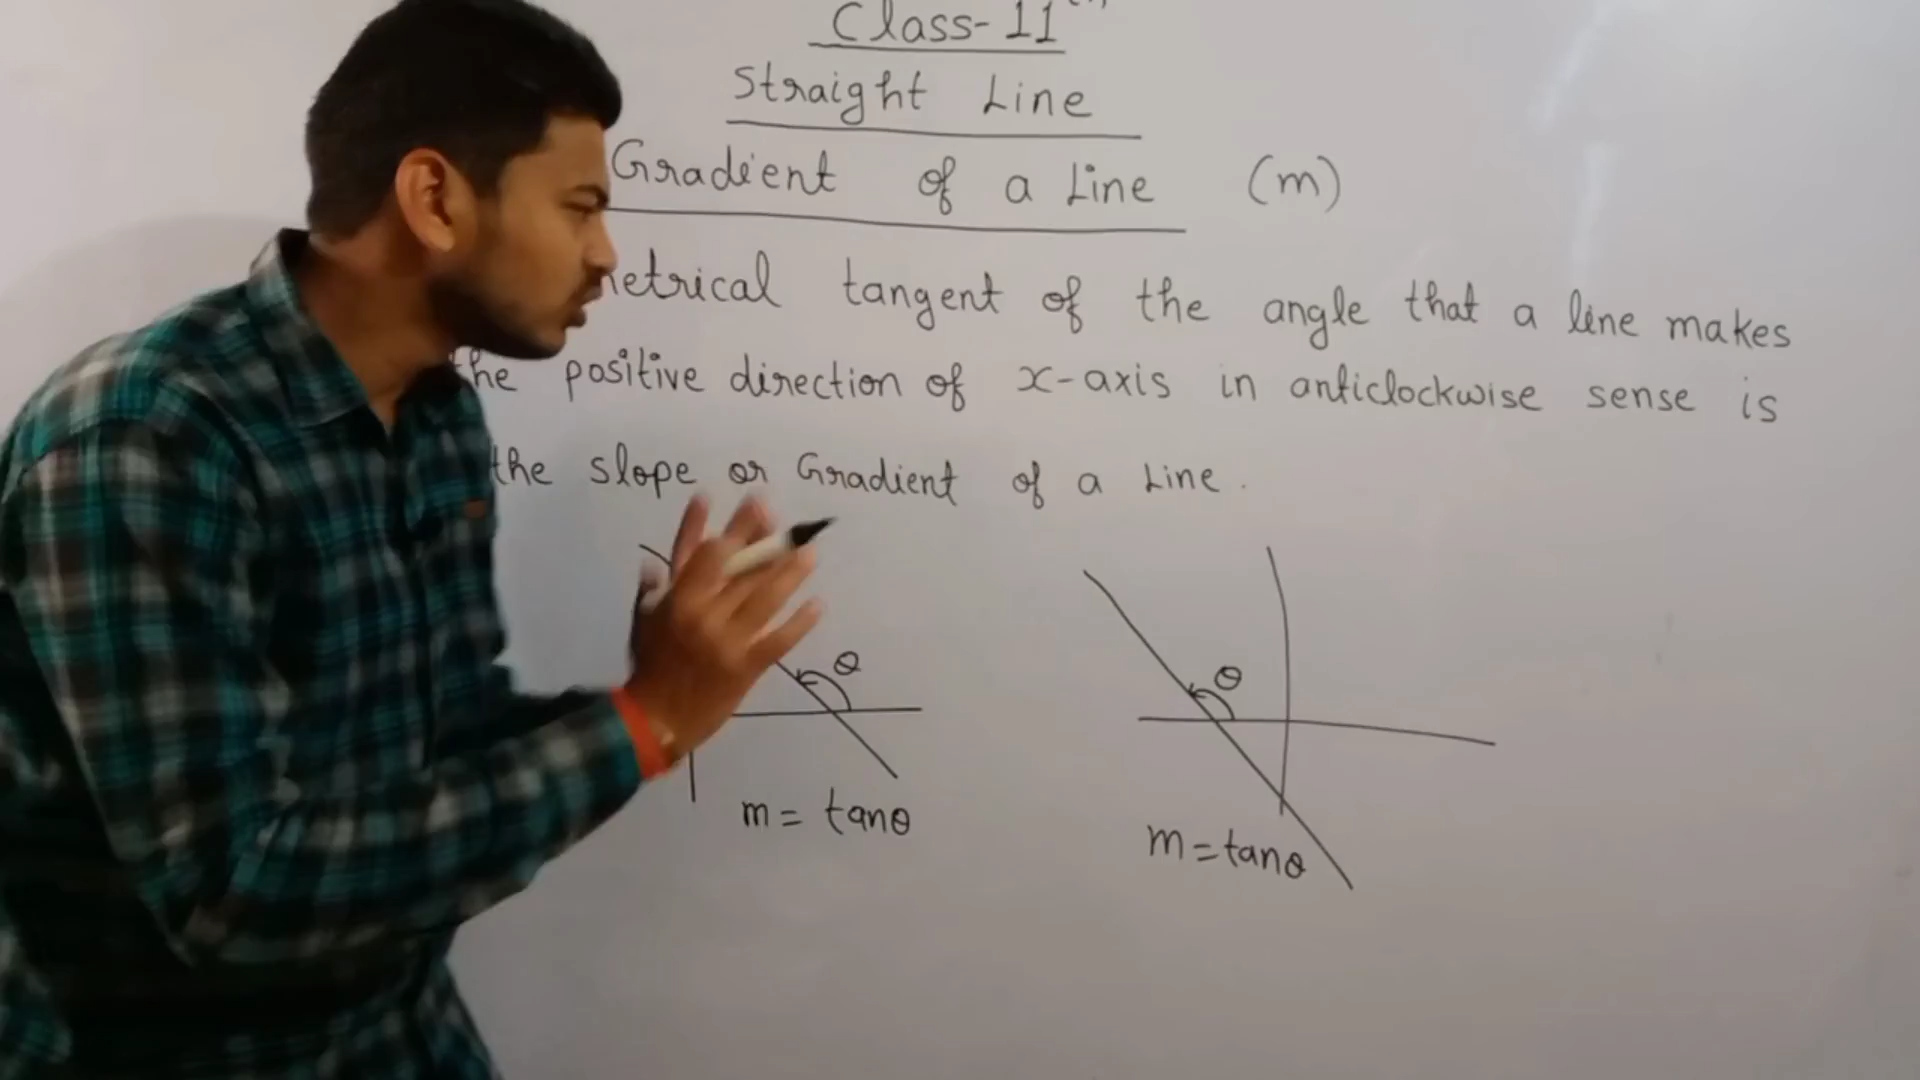 Class-11
Straight Line
Gradient of a Line (m)
tangent of the angle that a line makes
the positive direction of x-axis in anticlockwise sense is
the slope or Gradient of a Line.
θ
θ
m = tanθ
m = tanθ